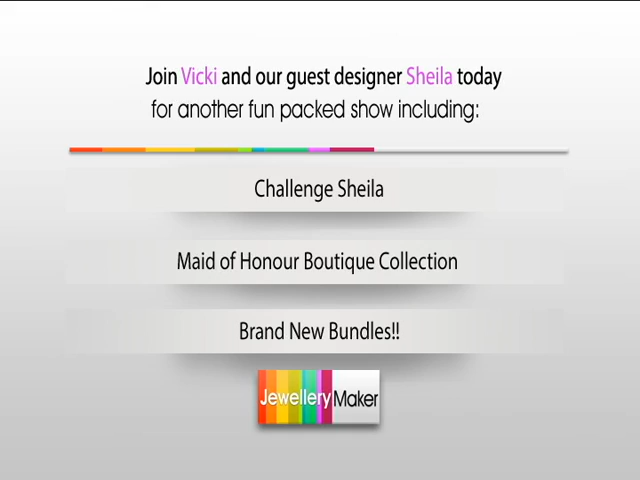 Join Vicki and our guest designer Sheila today
for another fun packed show including:
Challenge Sheila
Maid of Honour Boutique Collection
Brand New Bundles!!
JewelleryMaker